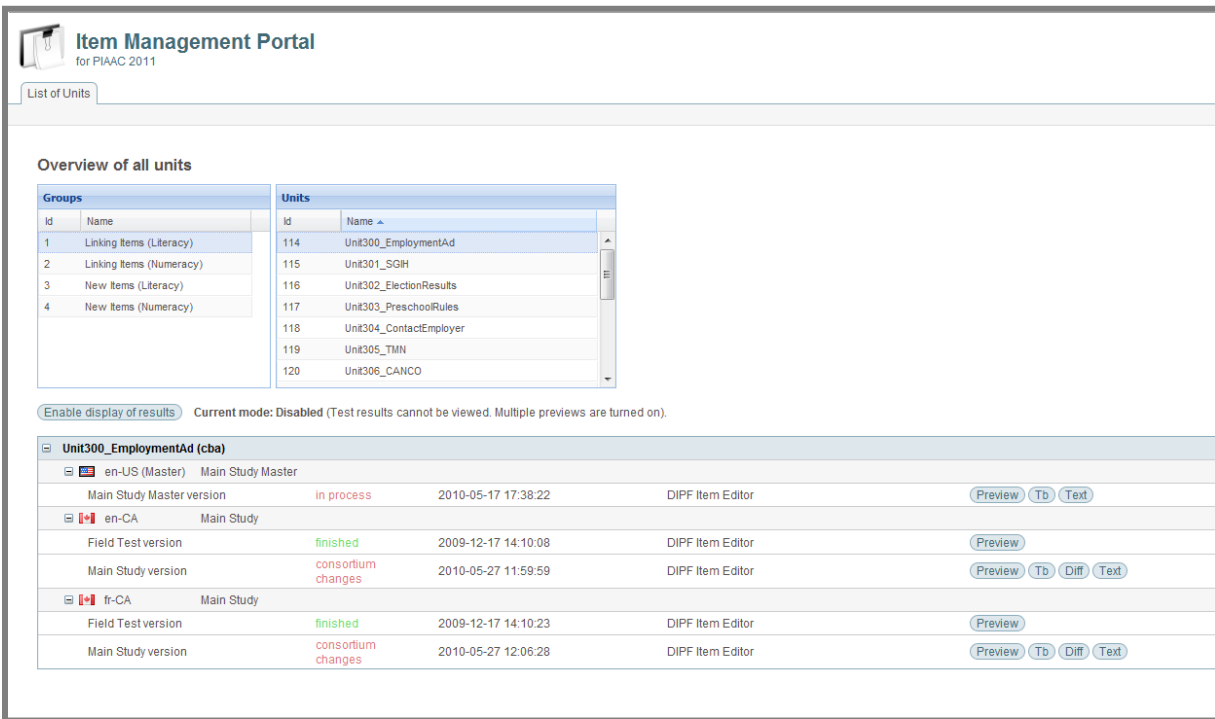 Item Management Portal
for PIAAC 2011
List of Units
Overview of all units
Groups
Id Name
1 Linking Items (Literacy)
2 Linking Items (Numeracy)
3 New Items (Literacy)
4 New Items (Numeracy)
Units
Id Name
114 Unit300_EmploymentAd
115 Unit301_SGIH
116 Unit302_ElectionResults
117 Unit303_PreschoolRules
118 Unit304_ContactEmployer
119 Unit305_TMN
120 Unit306_CANCO
Enable display of results Current mode: Disabled (Test results cannot be viewed. Multiple previews are turned on).
Unit300_EmploymentAd (cba)
en-US (Master) Main Study Master
Main Study Master version in process 2010-05-17 17:38:22 DIPF Item Editor Preview Tb Text
en-CA Main Study
Field Test version finished 2009-12-17 14:10:08 DIPF Item Editor Preview
Main Study version consortium changes 2010-05-27 11:59:59 DIPF Item Editor Preview Tb Diff Text
fr-CA Main Study
Field Test version finished 2009-12-17 14:10:23 DIPF Item Editor Preview
Main Study version consortium changes 2010-05-27 12:06:28 DIPF Item Editor Preview Tb Diff Text